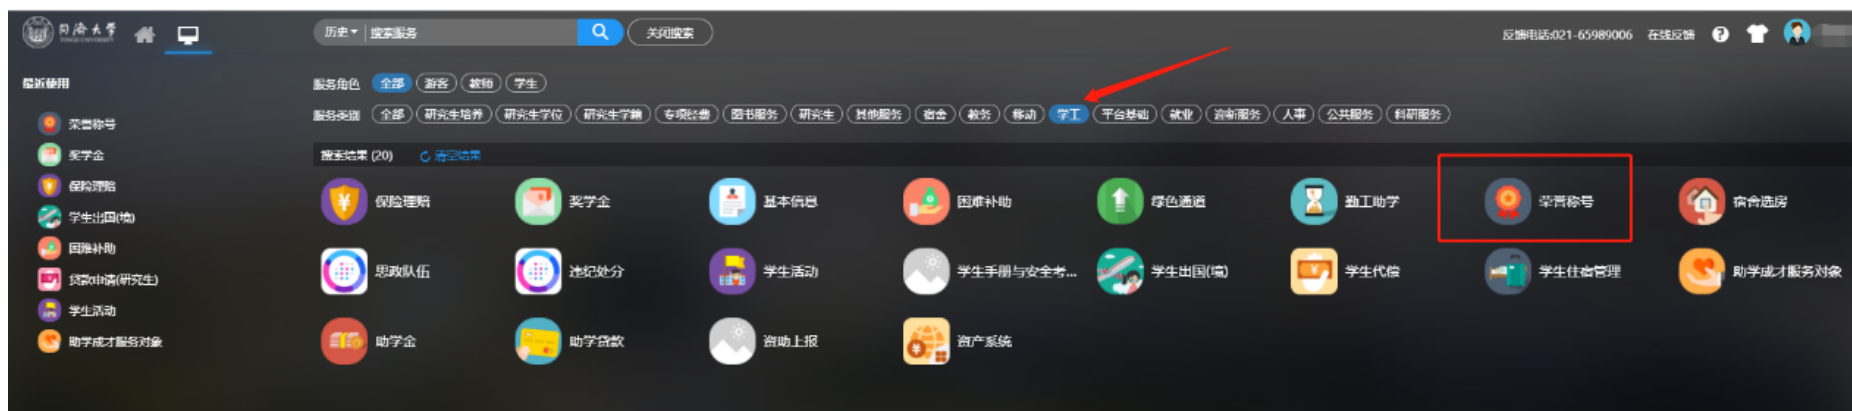 同济大学
TONGJI UNIVERSITY
历史 搜索服务 关闭搜索
反馈电话:021-65989006 在线反馈
最近使用
荣誉称号
奖学金
保险理赔
学生出国(境)
困难补助
贷款申请(研究生)
学生活动
助学成才服务对象
服务角色 全部 游客 教师 学生
服务类别 全部 研究生培养 研究生学位 研究生学籍 专项经费 图书服务 研究生 其他服务 宿舍 教务 移动 学工 平台基础 就业 迎新服务 人事 公共服务 科研服务
搜索结果 (20) 清空结果
保险理赔 奖学金 基本信息 困难补助 绿色通道 勤工助学 荣誉称号 宿舍选房
思政队伍 违纪处分 学生活动 学生手册与安全考... 学生出国(境) 学生代偿 学生住宿管理 助学成才服务对象
助学金 助学贷款 资助上报 资产系统